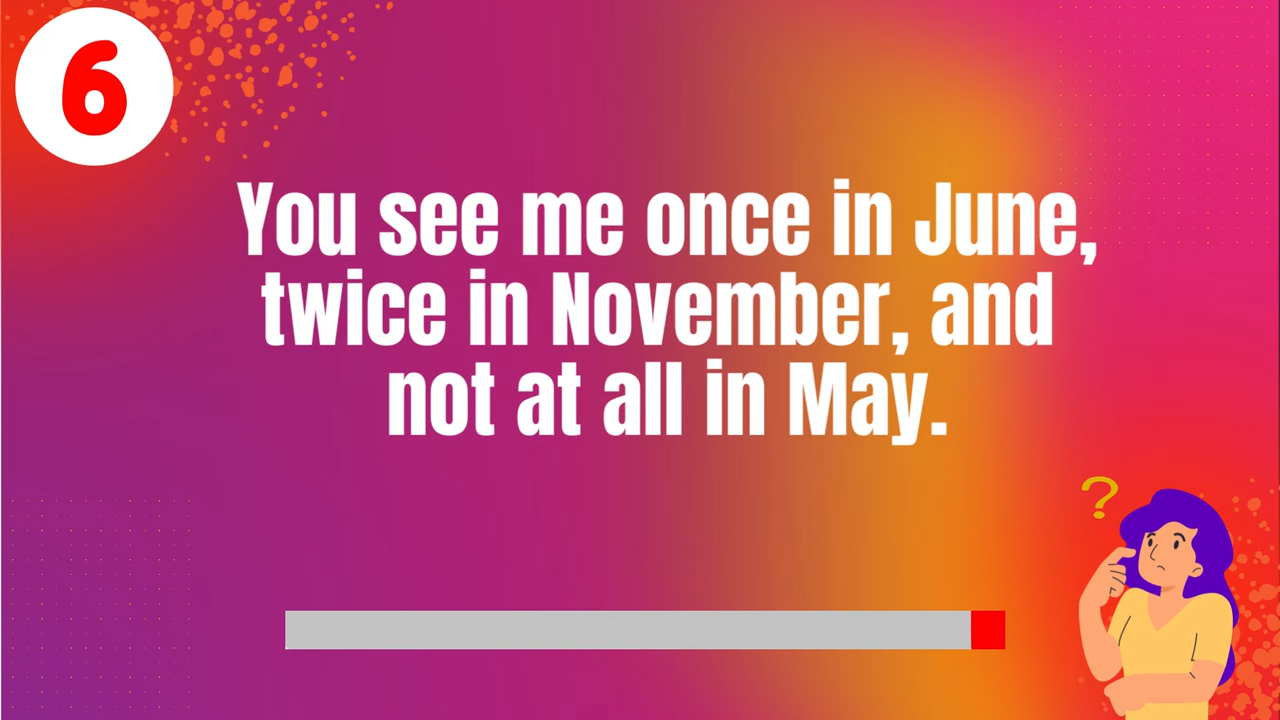 6
You see me once in June,
twice in November, and
not at all in May.
?